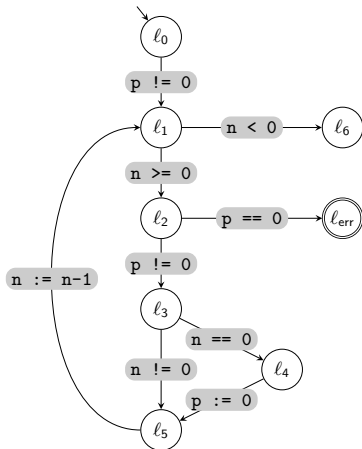 ℓ0
p != 0
ℓ1
n < 0
ℓ6
n >= 0
ℓ2
p == 0
ℓerr
p != 0
n := n-1
ℓ3
n == 0
n != 0
ℓ4
p := 0
ℓ5